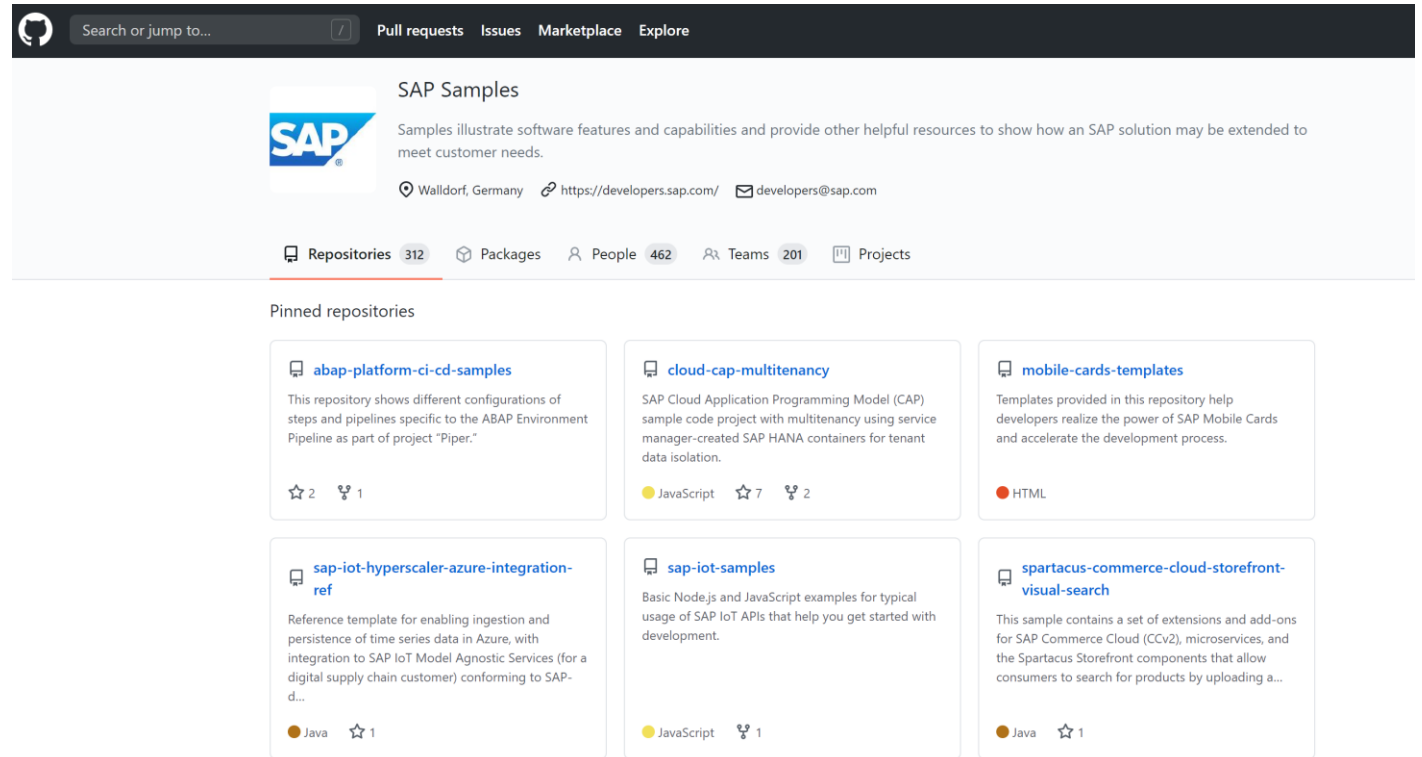 Search or jump to... /
Pull requests Issues Marketplace Explore
SAP Samples
SAP®
Samples illustrate software features and capabilities and provide other helpful resources to show how an SAP solution may be extended to
meet customer needs.
Walldorf, Germany https://developers.sap.com/ developers@sap.com
Repositories 312 Packages People 462 Teams 201 Projects
Pinned repositories
abap-platform-ci-cd-samples
This repository shows different configurations of
steps and pipelines specific to the ABAP Environment
Pipeline as part of project “Piper.”
2 1
cloud-cap-multitenancy
SAP Cloud Application Programming Model (CAP)
sample code project with multitenancy using service
manager-created SAP HANA containers for tenant
data isolation.
JavaScript 7 2
mobile-cards-templates
Templates provided in this repository help
developers realize the power of SAP Mobile Cards
and accelerate the development process.
HTML
sap-iot-hyperscaler-azure-integration-
ref
Reference template for enabling ingestion and
persistence of time series data in Azure, with
integration to SAP IoT Model Agnostic Services (for a
digital supply chain customer) conforming to SAP-
d...
Java 1
sap-iot-samples
Basic Node.js and JavaScript examples for typical
usage of SAP IoT APIs that help you get started with
development.
JavaScript 1
spartacus-commerce-cloud-storefront-
visual-search
This sample contains a set of extensions and add-ons
for SAP Commerce Cloud (CCv2), microservices, and
the Spartacus Storefront components that allow
consumers to search for products by uploading a...
Java 1